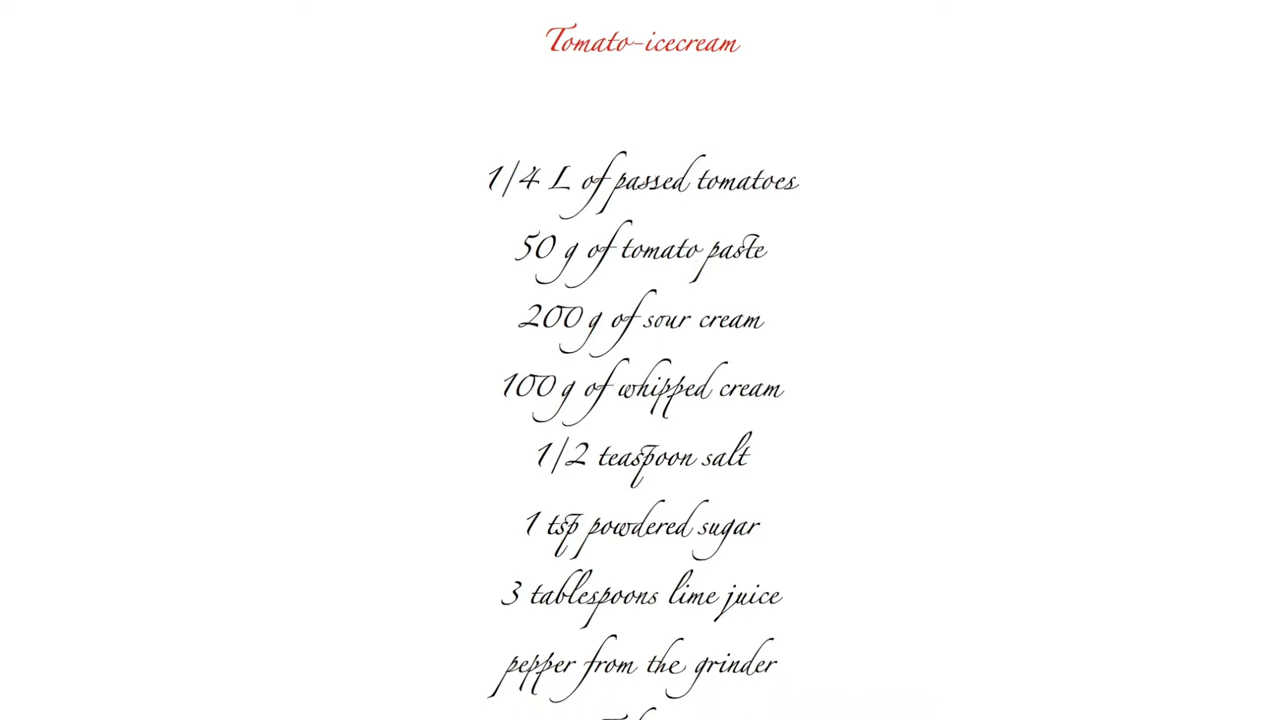 Tomato-icecream
1/4 L of passed tomatoes
50 g of tomato paste
200 g of sour cream
100 g of whipped cream
1/2 teaspoon salt
1 tsp powdered sugar
3 tablespoons lime juice
pepper from the grinder